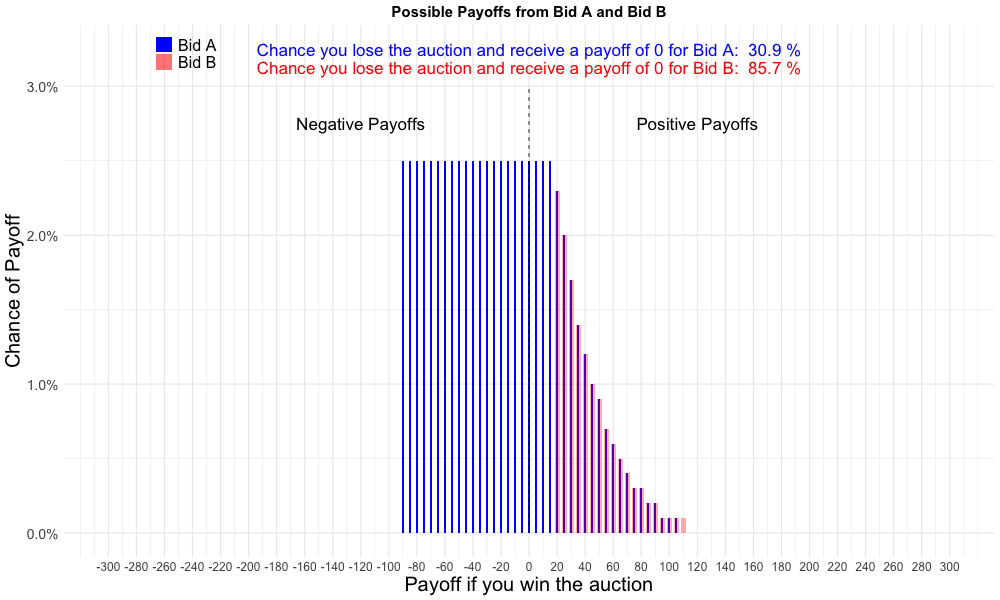 Possible Payoffs from Bid A and Bid B
Bid A
Bid B
Chance you lose the auction and receive a payoff of 0 for Bid A:  30.9 %
Chance you lose the auction and receive a payoff of 0 for Bid B:  85.7 %
Negative Payoffs
Positive Payoffs
Chance of Payoff
3.0%
2.0%
1.0%
0.0%
-300 -280 -260 -240 -220 -200 -180 -160 -140 -120 -100 -80 -60 -40 -20 0 20 40 60 80 100 120 140 160 180 200 220 240 260 280 300
Payoff if you win the auction